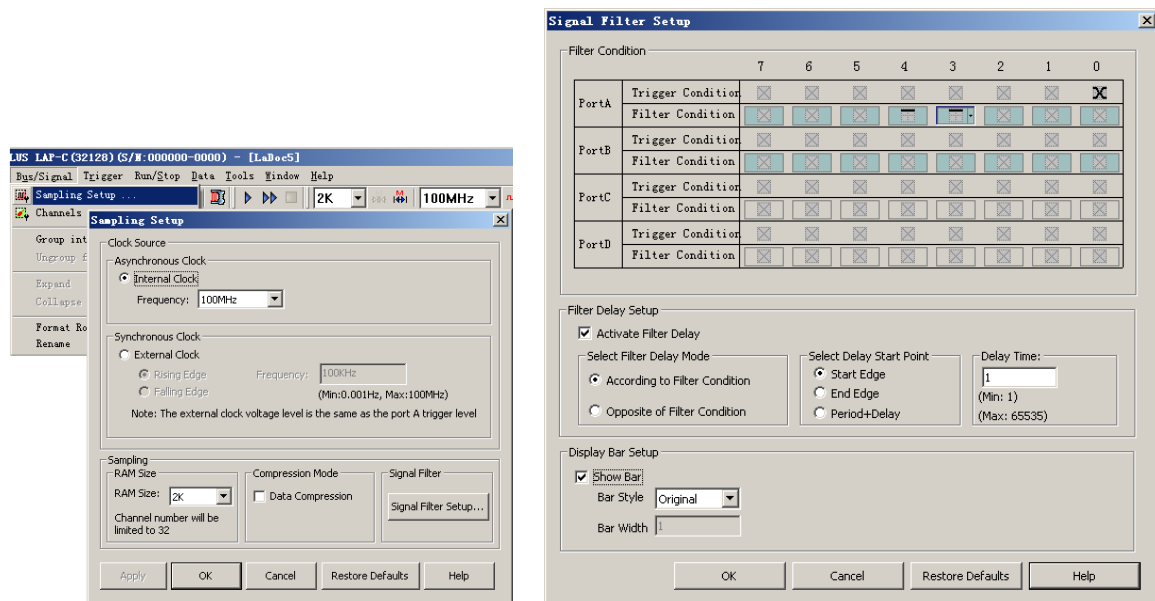 LUS LAP-C(32128)(S/N:000000-0000) - [LaDoc5]
Bus/Signal Trigger Run/Stop Data Tools Window Help
Sampling Setup ...
2K
100MHz
Channels
Group int
Ungroup f
Expand
Collapse
Format Ro
Rename
Sampling Setup
Clock Source
Asynchronous Clock
Internal Clock
Frequency: 100MHz
Synchronous Clock
External Clock
Rising Edge
Frequency: 100KHz
Falling Edge
(Min:0.001Hz, Max:100MHz)
Note: The external clock voltage level is the same as the port A trigger level
Sampling
RAM Size
RAM Size: 2K
Channel number will be
limited to 32
Compression Mode
Data Compression
Signal Filter
Signal Filter Setup...
Apply OK Cancel Restore Defaults Help
Signal Filter Setup
Filter Condition
7 6 5 4 3 2 1 0
PortA
Trigger Condition
Filter Condition
PortB
Trigger Condition
Filter Condition
PortC
Trigger Condition
Filter Condition
PortD
Trigger Condition
Filter Condition
Filter Delay Setup
Activate Filter Delay
Select Filter Delay Mode
According to Filter Condition
Opposite of Filter Condition
Select Delay Start Point
Start Edge
End Edge
Period+Delay
Delay Time:
1
(Min: 1)
(Max: 65535)
Display Bar Setup
Show Bar
Bar Style Original
Bar Width 1
OK Cancel Restore Defaults Help